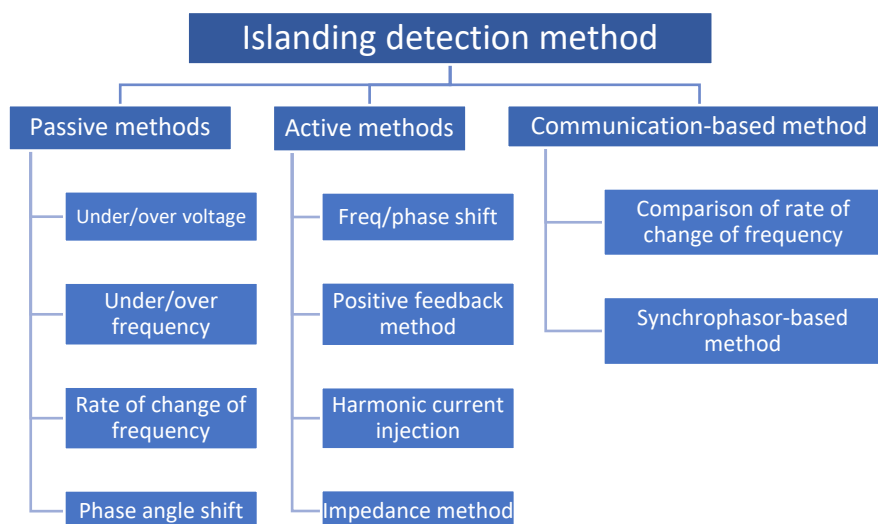 Islanding detection method
Passive methods
Under/over voltage
Under/over
frequency
Rate of change of
frequency
Phase angle shift
Active methods
Freq/phase shift
Positive feedback
method
Harmonic current
injection
Impedance method
Communication-based method
Comparison of rate of
change of frequency
Synchrophasor-based
method